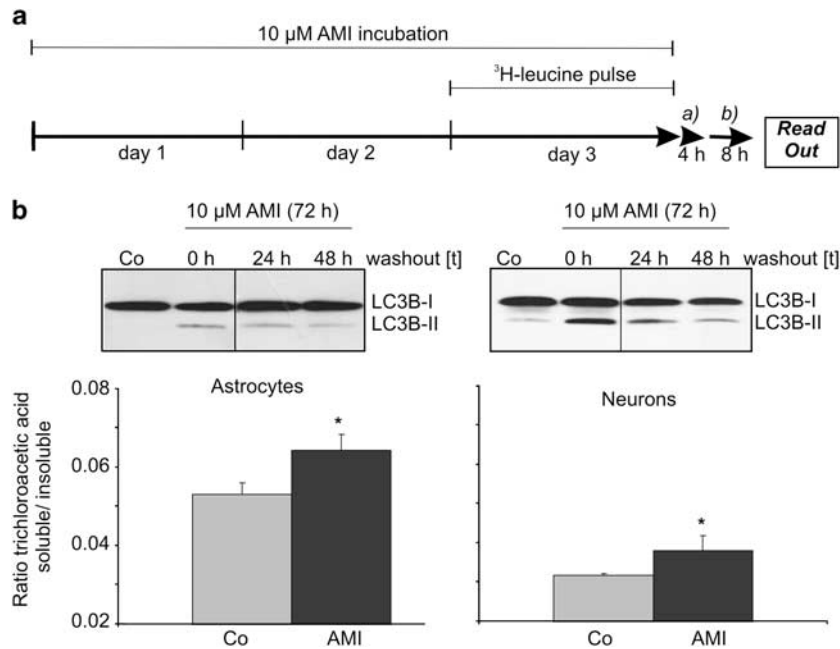 a
10 µM AMI incubation
³H-leucine pulse
day 1 day 2 day 3
a) 4 h
b) 8 h
Read
Out
b
10 µM AMI (72 h)
Co 0 h 24 h 48 h washout [t]
LC3B-I
LC3B-II
10 µM AMI (72 h)
Co 0 h 24 h 48 h washout [t]
LC3B-I
LC3B-II
Ratio trichloroacetic acid
soluble/ insoluble
0.08
0.06
0.04
0.02
Astrocytes
*
Co AMI
Neurons
*
Co AMI